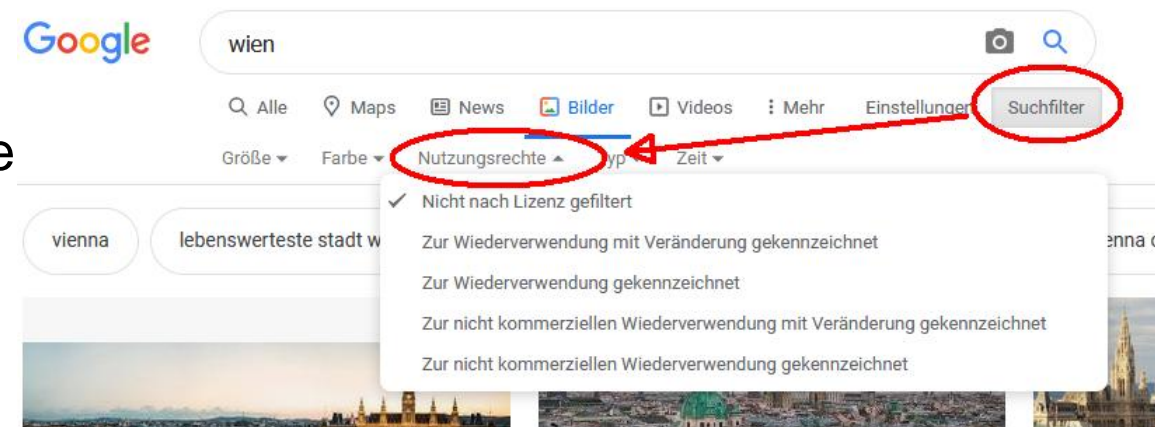 Google
wien
Alle Maps News Bilder Videos Mehr Einstellungen Suchfilter
e
Größe Farbe Nutzungsrechte yp Zeit
Nicht nach Lizenz gefiltert
vienna lebenswerteste stadt w enna
Zur Wiederverwendung mit Veränderung gekennzeichnet
Zur Wiederverwendung gekennzeichnet
Zur nicht kommerziellen Wiederverwendung mit Veränderung gekennzeichnet
Zur nicht kommerziellen Wiederverwendung gekennzeichnet